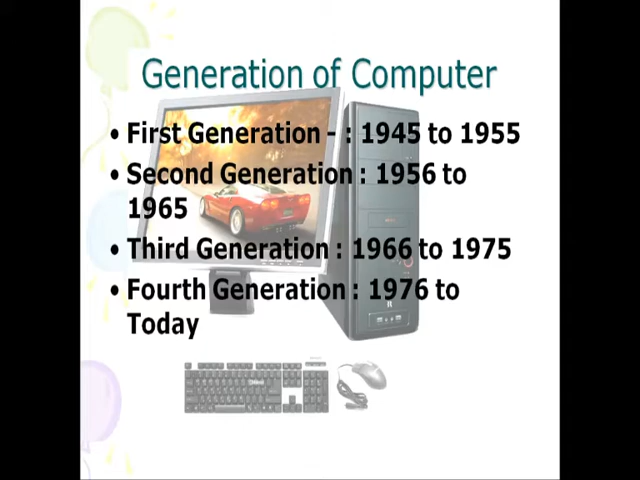 Generation of Computer
• First Generation - : 1945 to 1955
• Second Generation : 1956 to
1965
• Third Generation : 1966 to 1975
• Fourth Generation : 1976 to
Today